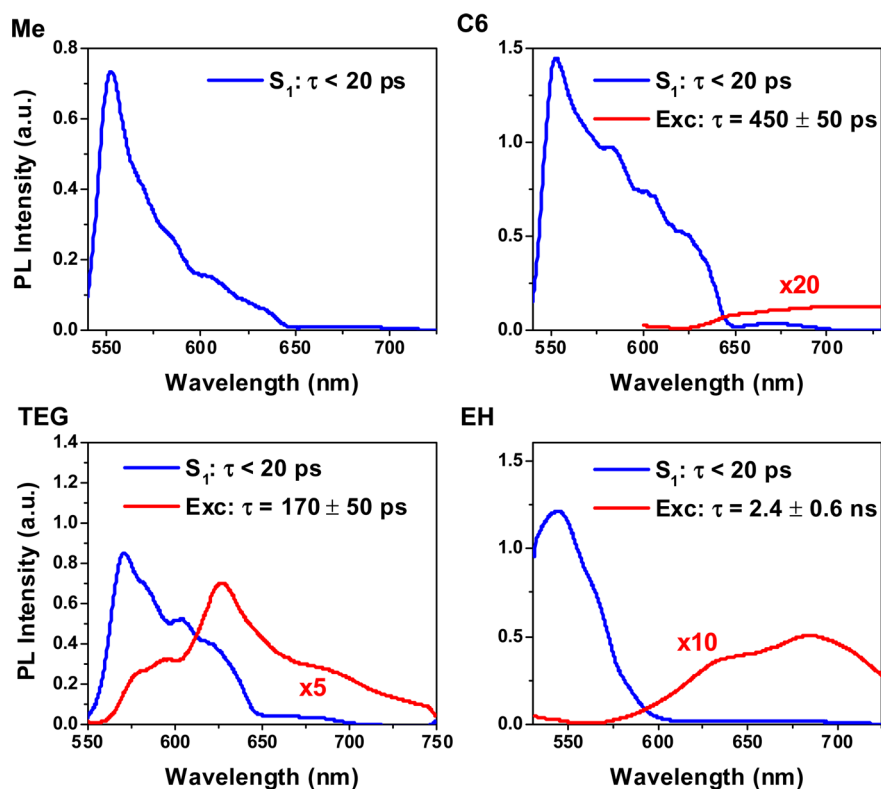 Me
S1: τ < 20 ps
PL Intensity (a.u.)
0.8
0.6
0.4
0.2
0.0
550 600 650 700
Wavelength (nm)
C6
S1: τ < 20 ps
Exc: τ = 450 ± 50 ps
x20
1.5
1.0
0.5
0.0
550 600 650 700
Wavelength (nm)
TEG
S1: τ < 20 ps
Exc: τ = 170 ± 50 ps
x5
PL Intensity (a.u.)
1.4
1.2
1.0
0.8
0.6
0.4
0.2
0.0
550 600 650 700 750
Wavelength (nm)
EH
S1: τ < 20 ps
Exc: τ = 2.4 ± 0.6 ns
x10
1.5
1.0
0.5
0.0
550 600 650 700
Wavelength (nm)